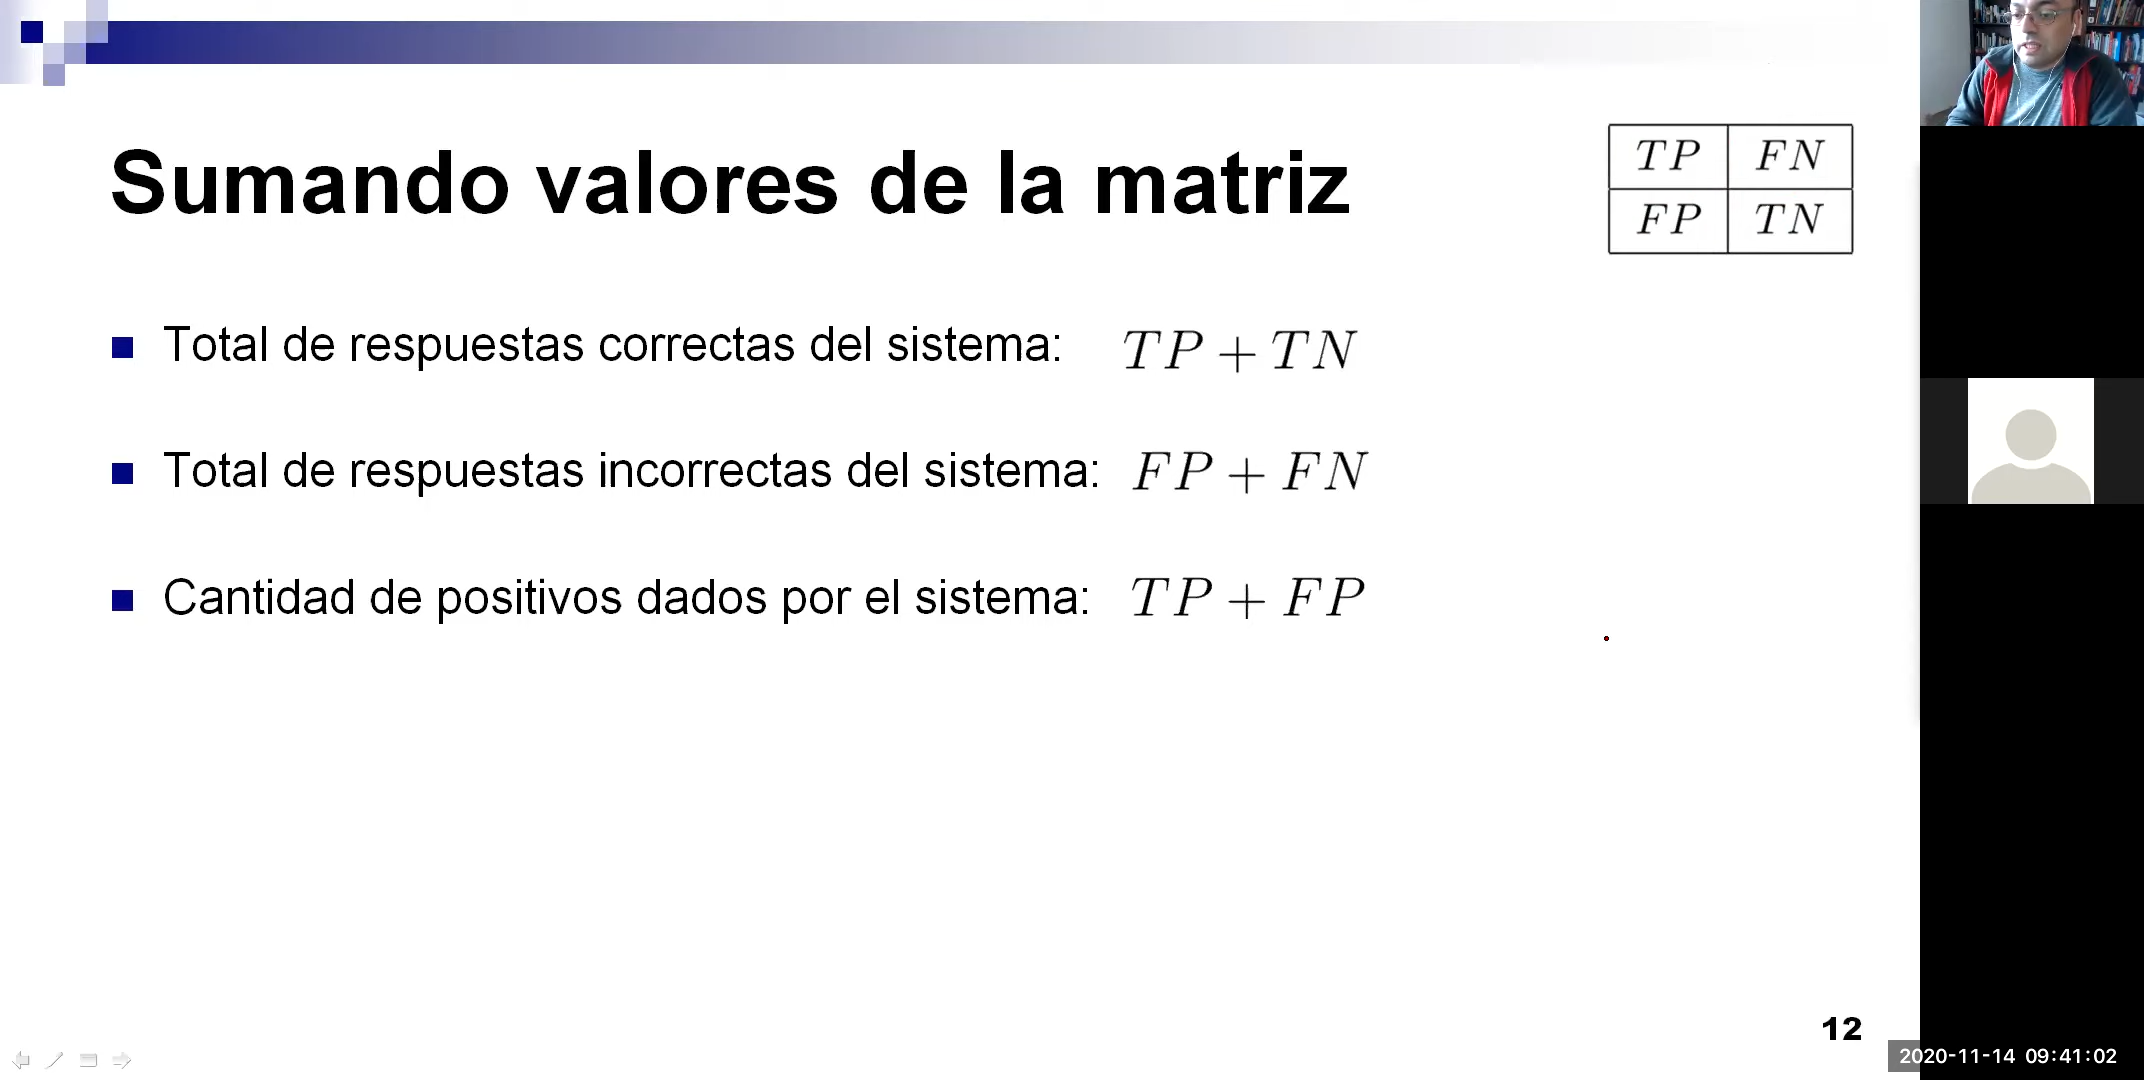 Sumando valores de la matriz
TP FN
FP TN
Total de respuestas correctas del sistema: TP + TN
Total de respuestas incorrectas del sistema: FP + FN
Cantidad de positivos dados por el sistema: TP + FP
12
2020-11-14 09:41:02